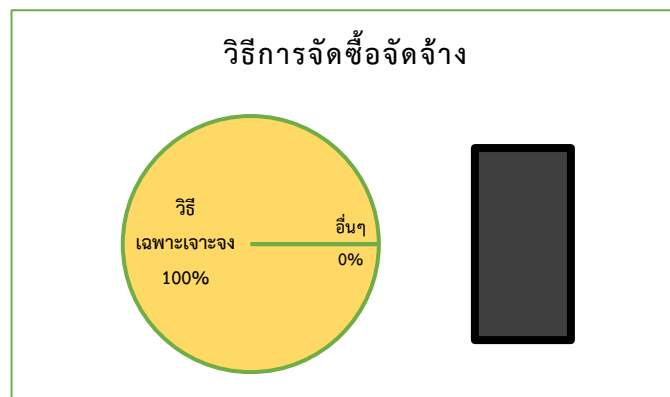 วิธีการจัดซื้อจัดจ้าง
วิธี
เฉพาะเจาะจง
100%
อื่นๆ
0%